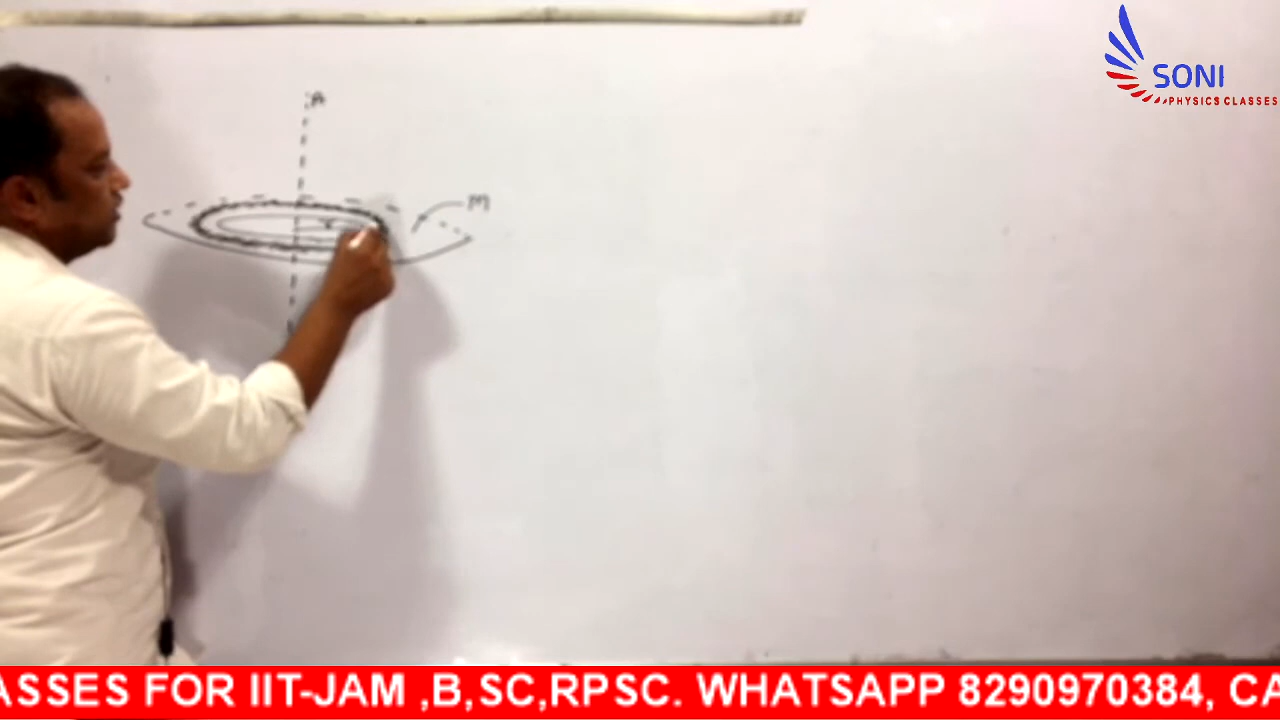 SONI
PHYSICS CLASSES
A
M
ASSES FOR IIT-JAM ,B,SC,RPSC. WHATSAPP 8290970384, CA